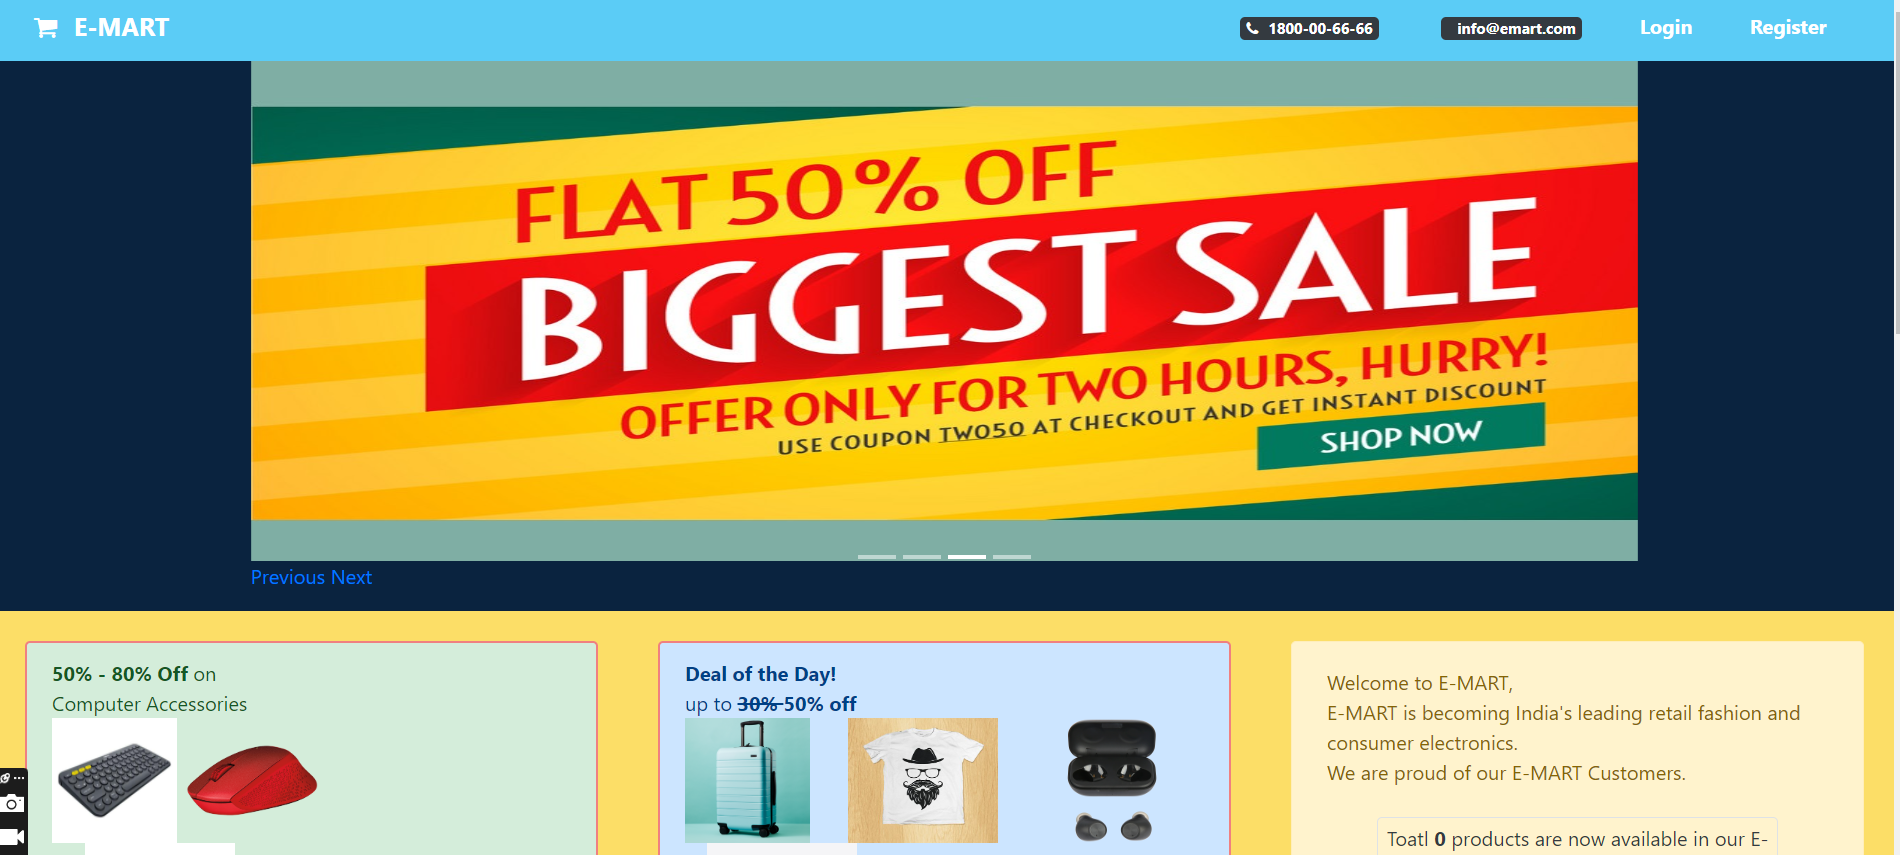 E-MART
1800-00-66-66
info@emart.com
Login
Register
FLAT 50% OFF
BIGGEST SALE
OFFER ONLY FOR TWO HOURS, HURRY!
USE COUPON TWO50 AT CHECKOUT AND GET INSTANT DISCOUNT
SHOP NOW
Previous Next
50% - 80% Off on
Computer Accessories
Deal of the Day!
up to 30% 50% off
Welcome to E-MART,
E-MART is becoming India's leading retail fashion and
consumer electronics.
We are proud of our E-MART Customers.
Toatl 0 products are now available in our E-